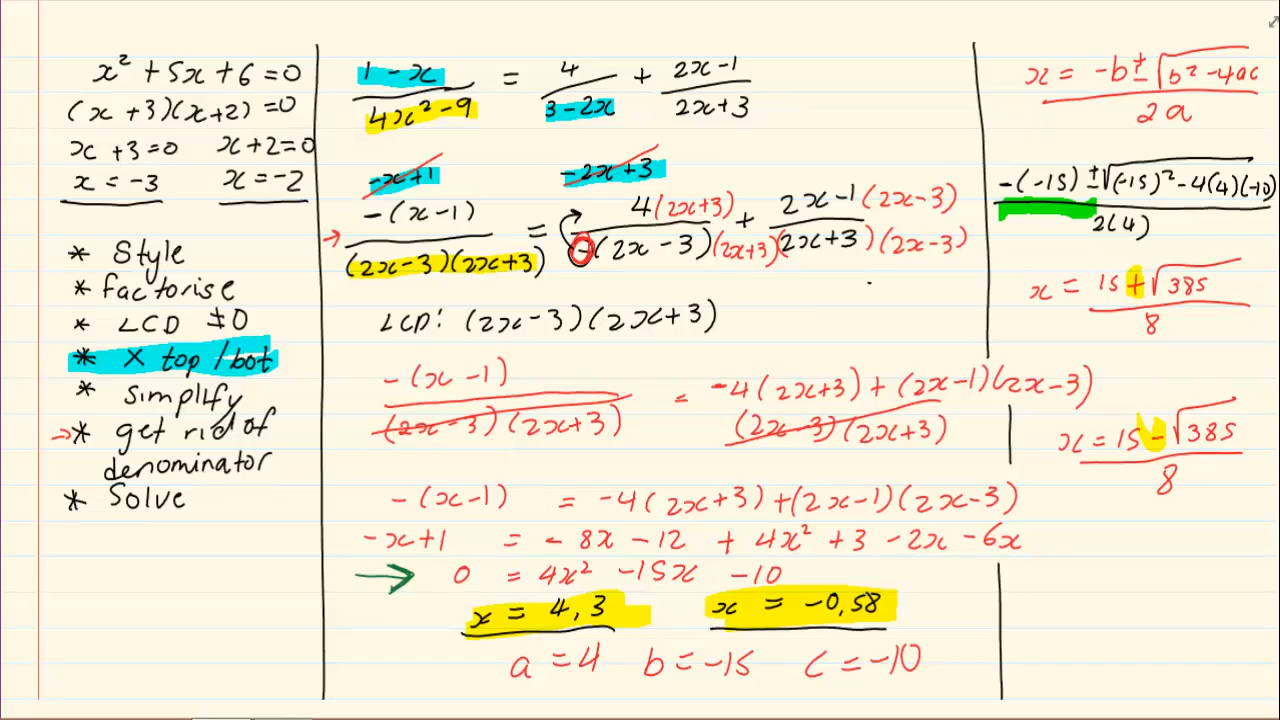 x² + 5x + 6 = 0
(x + 3)(x + 2) = 0
x + 3 = 0 x + 2 = 0
x = -3 x = -2
* Style
* factorise
* LCD ≠ 0
* × top / bot
* simplify
→ * get rid of
denominator
* Solve
1 - x / 4x² - 9 = 4 / 3 - 2x + 2x - 1 / 2x + 3
-x + 1 -2x + 3
→ -(x - 1) / (2x - 3)(2x + 3) = 4(2x + 3) / -(2x - 3)(2x + 3) + 2x - 1(2x - 3) / (2x + 3)(2x - 3)
LCD: (2x - 3)(2x + 3)
-(x - 1) / (2x - 3)(2x + 3) = -4(2x + 3) + (2x - 1)(2x - 3) / (2x - 3)(2x + 3)
-(x - 1) = -4(2x + 3) + (2x - 1)(2x - 3)
-x + 1 = -8x - 12 + 4x² + 3 - 2x - 6x
→ 0 = 4x² - 15x - 10
x = 4,3 x = -0,58
a = 4 b = -15 c = -10
x = -b ± √b² - 4ac / 2a
-(-15) ± √(-15)² - 4(4)(-10) / 2(4)
x = 15 + √385 / 8
x = 15 - √385 / 8